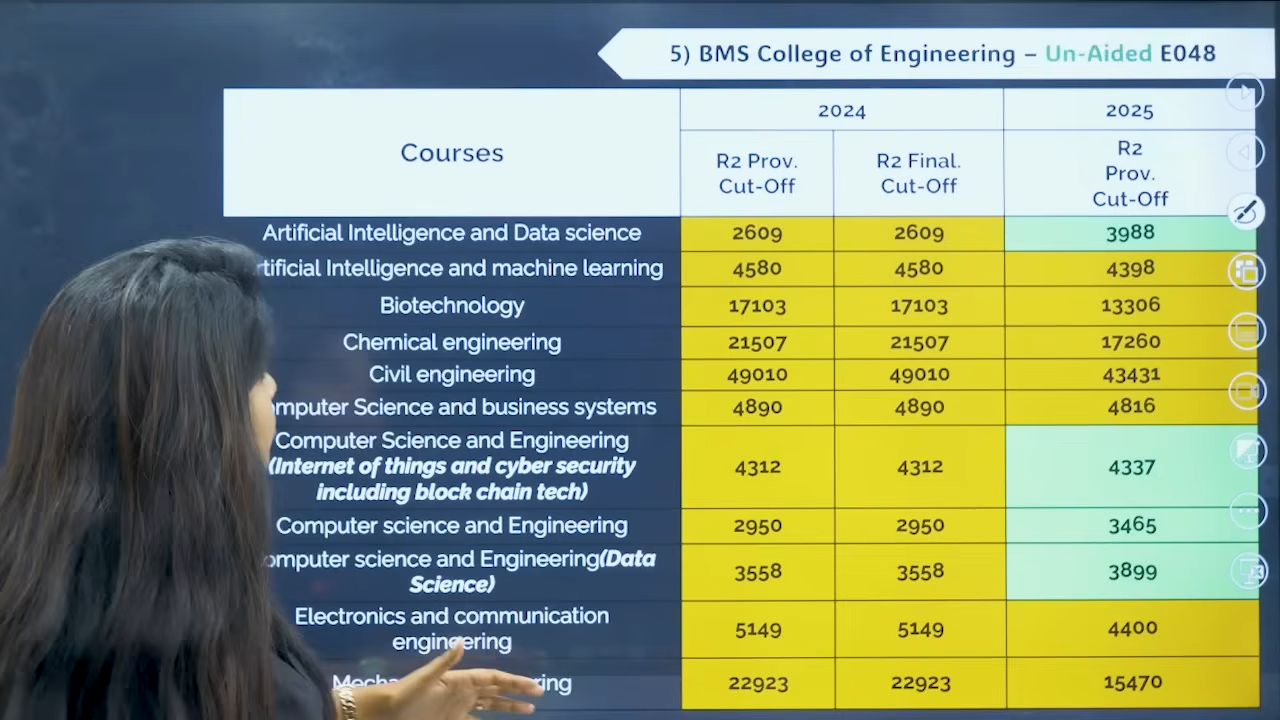 5) BMS College of Engineering – Un-Aided E048
Courses
2024
2025
R2 Prov.
Cut-Off
R2 Final.
Cut-Off
R2
Prov.
Cut-Off
Artificial Intelligence and Data science 2609 2609 3988
Intelligence and machine learning 4580 4580 4398
Biotechnology 17103 17103 13306
Chemical engineering 21507 21507 17260
Civil engineering 49010 49010 43431
Science and business systems 4890 4890 4816
Computer Science and Engineering
(Internet of things and cyber security 4312 4312 4337
including block chain tech)
Computer science and Engineering 2950 2950 3465
science and Engineering(Data
Science) 3558 3558 3899
Electronics and communication
engineering 5149 5149 4400
22923 22923 15470